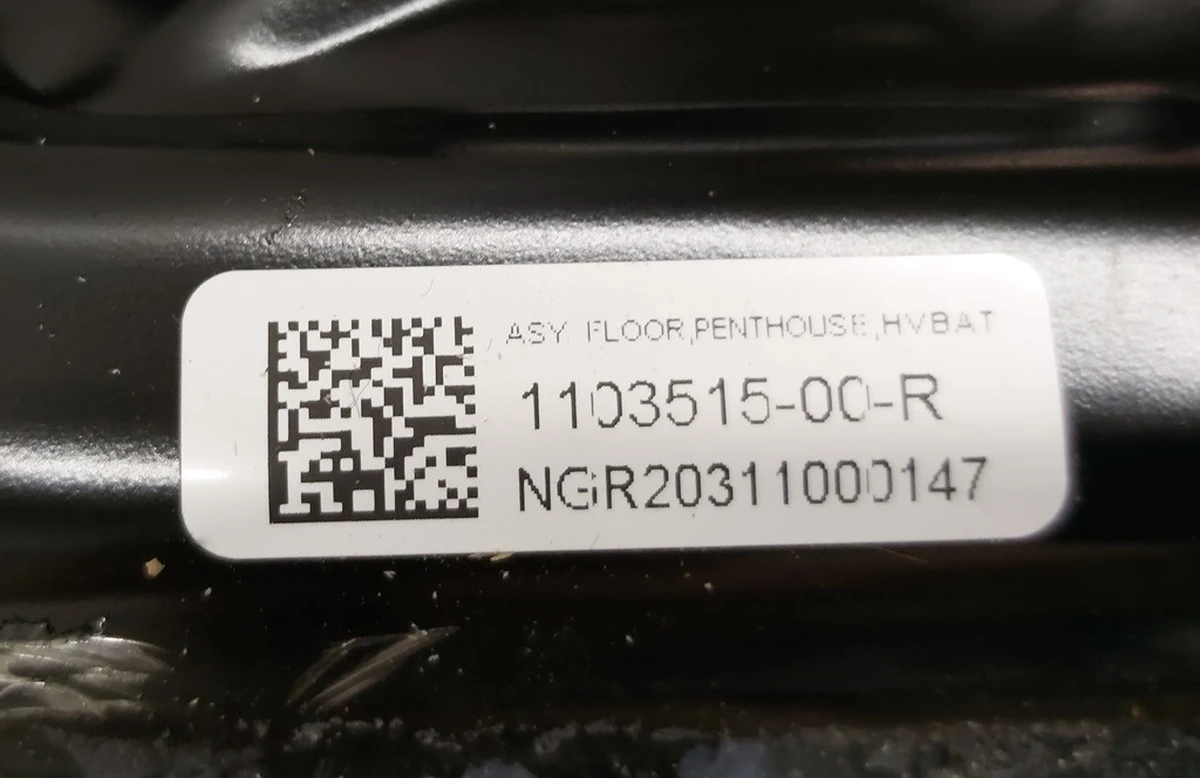 ASY FLOOR,PENTHOUSE,HVBAT
1103515-00-R
NGR20311000147